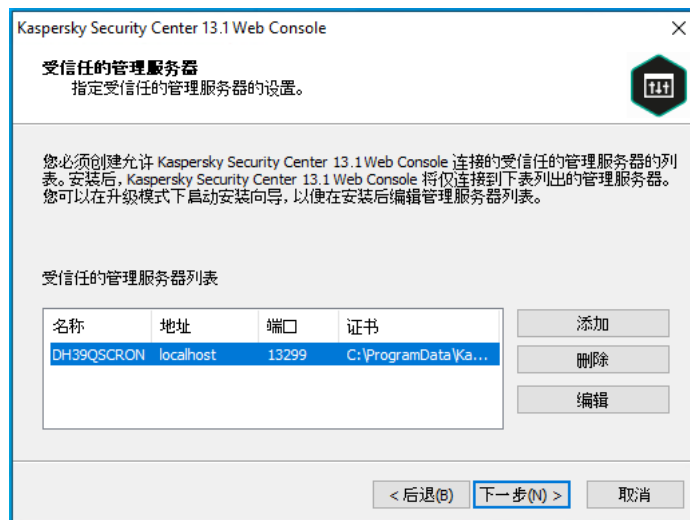 Kaspersky Security Center 13.1 Web Console
受信任的管理服务器
指定受信任的管理服务器的设置。
您必须创建允许 Kaspersky Security Center 13.1 Web Console 连接的受信任的管理服务器的列
表。安装后, Kaspersky Security Center 13.1 Web Console 将仅连接到下表列出的管理服务器。
您可以在升级模式下启动安装向导, 以便在安装后编辑管理服务器列表。
受信任的管理服务器列表
名称 地址 端口 证书
DH39QSCRON localhost 13299 C:\ProgramData\Ka...
添加
删除
编辑
< 后退(B) 下一步(N) > 取消